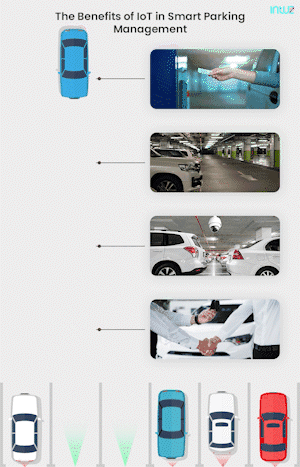 The Benefits of IoT in Smart Parking
Management
intuz